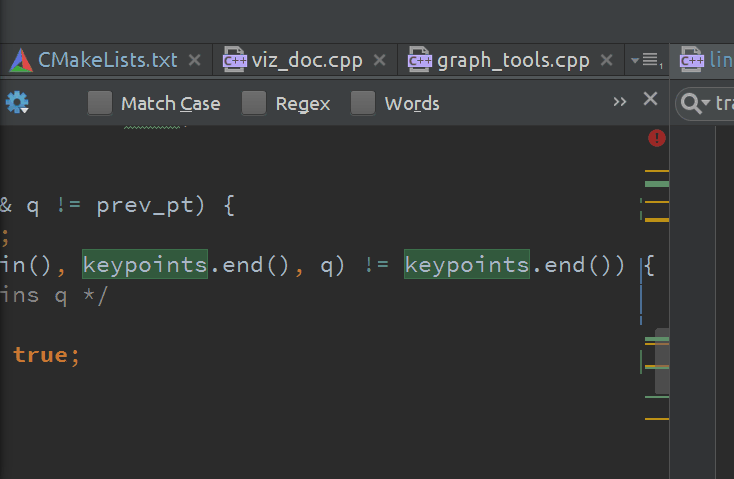 CMakeLists.txt viz_doc.cpp graph_tools.cpp lin
Match Case Regex Words tra
& q != prev_pt) {
;
in(), keypoints.end(), q) != keypoints.end()) {
ins q */
true;